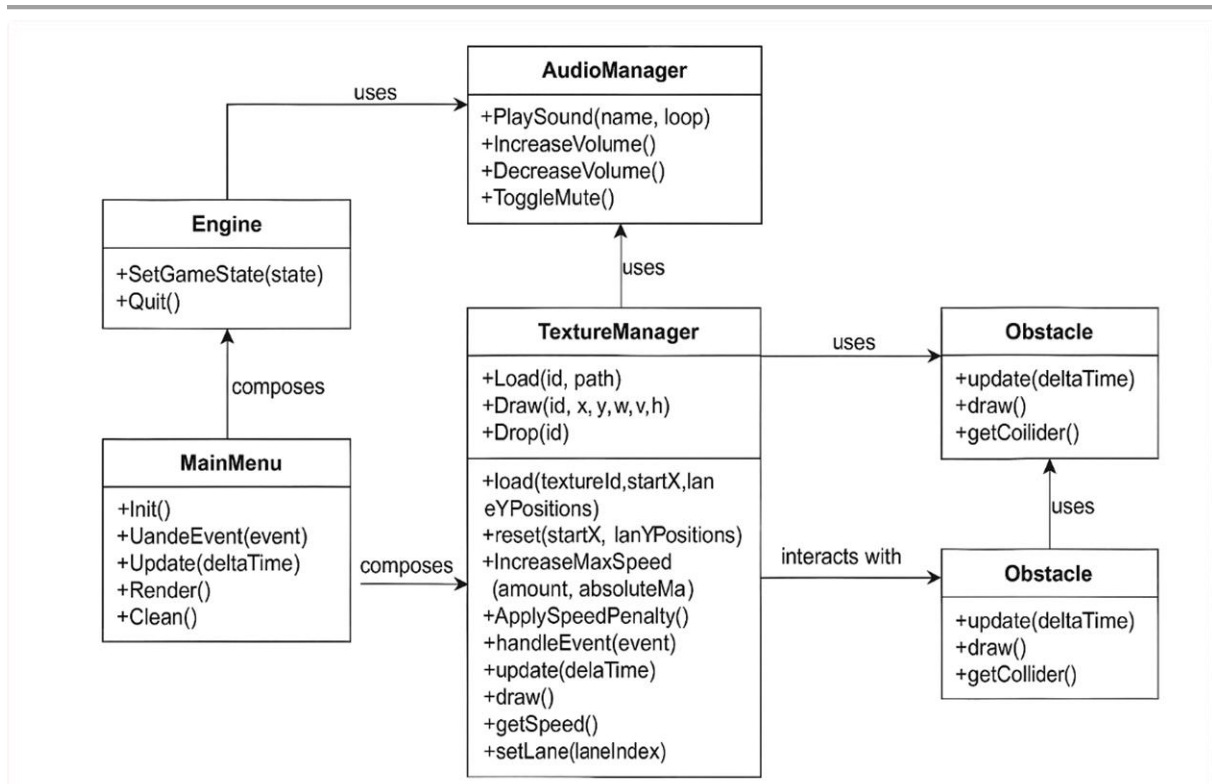 AudioManager
+PlaySound(name, loop)
+IncreaseVolume()
+DecreaseVolume()
+ToggleMute()
uses
Engine
+SetGameState(state)
+Quit()
uses
composes
MainMenu
+Init()
+UandeEvent(event)
+Update(deltaTime)
+Render()
+Clean()
composes
TextureManager
+Load(id, path)
+Draw(id, x, y, w, v, h)
+Drop(id)
+load(textureId,startX,lan
eYPositions)
+reset(startX, lanYPositions)
+IncreaseMaxSpeed
(amount, absoluteMa)
+ApplySpeedPenalty()
+handleEvent(event)
+update(delaTime)
+draw()
+getSpeed()
+setLane(laneIndex)
uses
Obstacle
+update(deltaTime)
+draw()
+getCoilider()
uses
interacts with
Obstacle
+update(deltaTime)
+draw()
+getCollider()